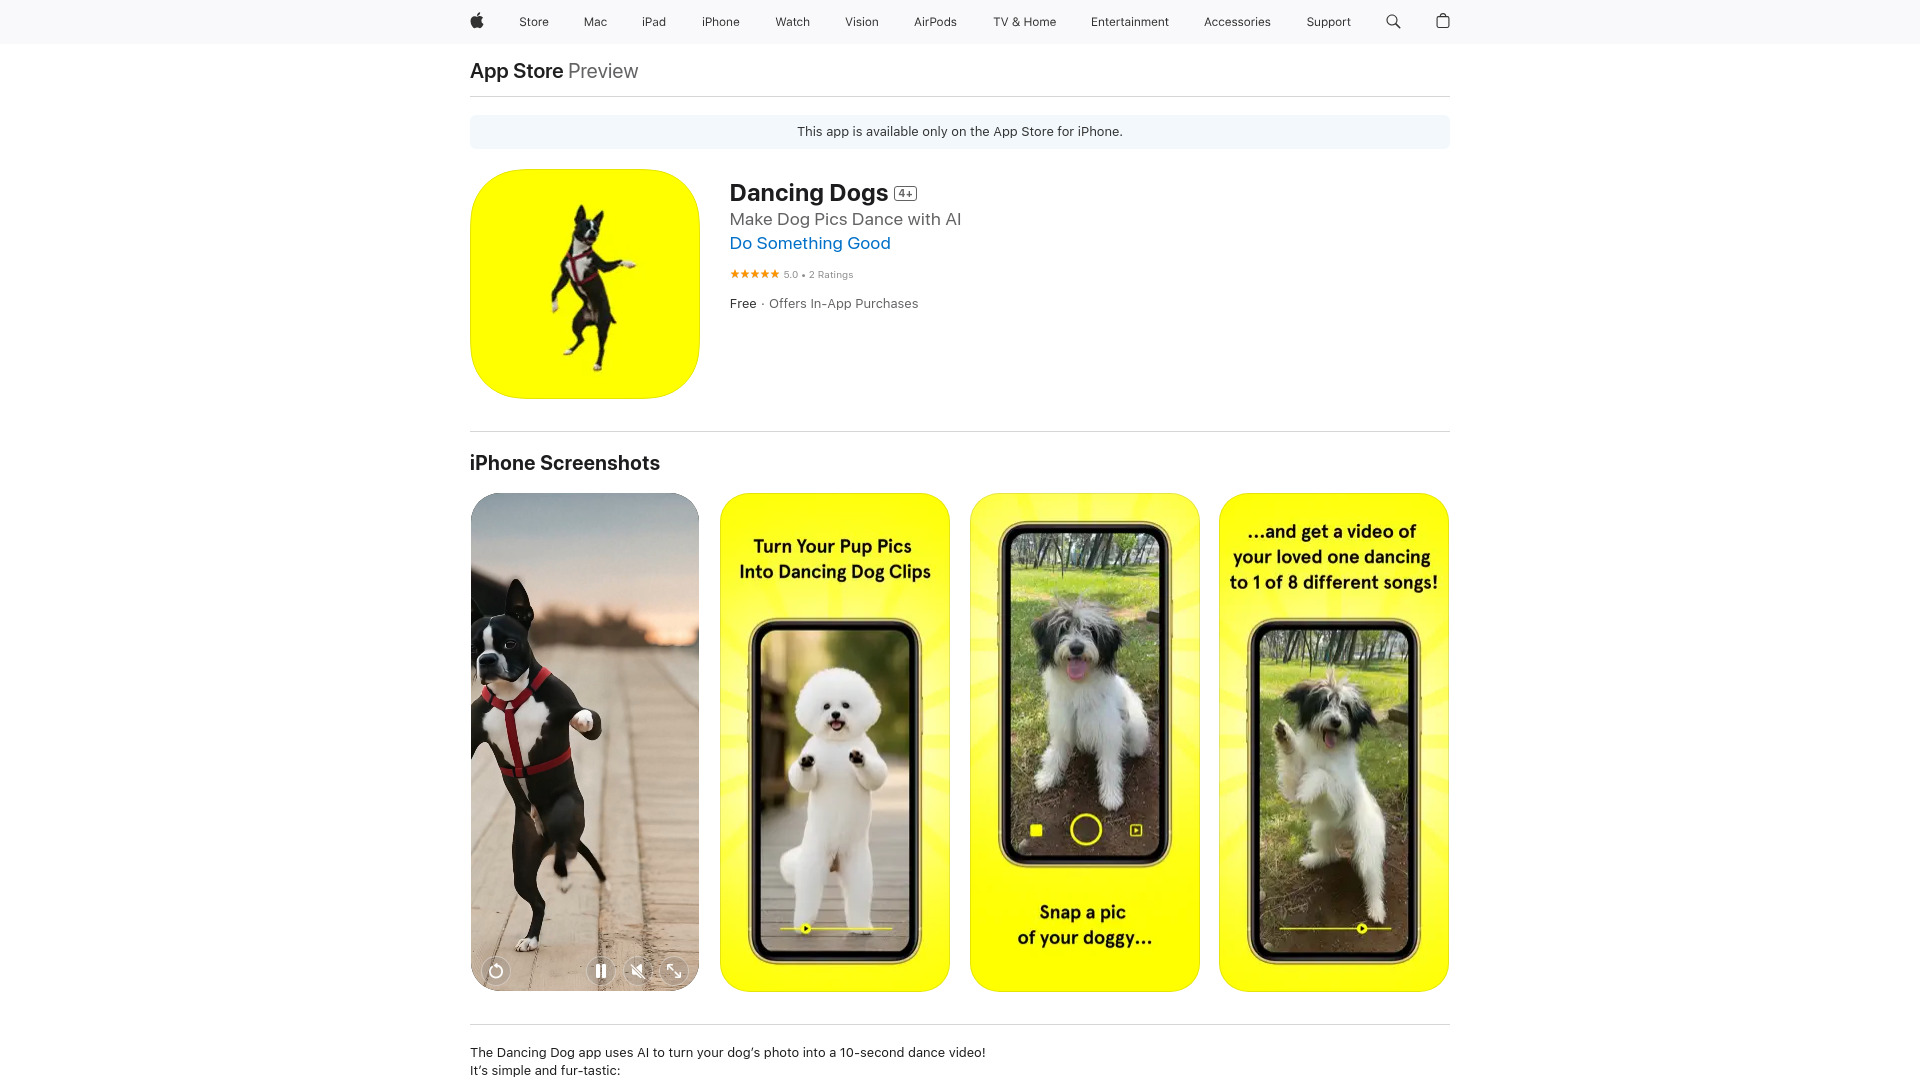 Store
Mac
iPad
iPhone
Watch
Vision
AirPods
TV & Home
Entertainment
Accessories
Support
App Store Preview
This app is available only on the App Store for iPhone.
Dancing Dogs 4+
Make Dog Pics Dance with AI
Do Something Good
5.0 • 2 Ratings
Free · Offers In-App Purchases
iPhone Screenshots
Turn Your Pup Pics
Into Dancing Dog Clips
Snap a pic
of your doggy...
...and get a video of
your loved one dancing
to 1 of 8 different songs!
The Dancing Dog app uses AI to turn your dog’s photo into a 10-second dance video!
It’s simple and fur-tastic: